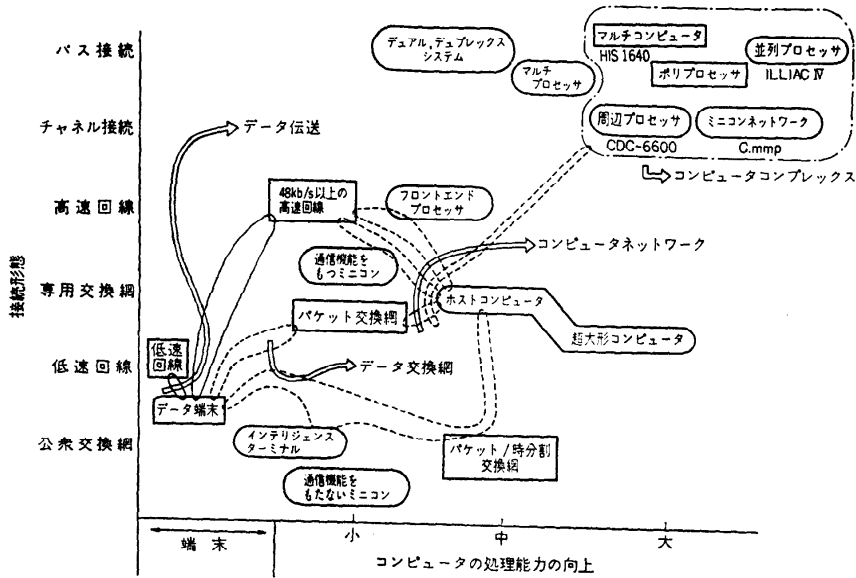 バス接続
チャネル接続
高速回線
専用交換網
低速回線
公衆交換網
接続形態
デュアル,デュプレックス
システム
マルチ
プロセッサ
マルチコンピュータ
HIS 1640
並列プロセッサ
ILLIAC Ⅳ
ポリプロセッサ
周辺プロセッサ
CDC-6600
ミニコンネットワーク
C.mmp
コンピュータコンプレックス
データ伝送
48kb/s以上の
高速回線
フロントエンド
プロセッサ
通信機能を
もつミニコン
コンピュータネットワーク
パケット交換網
ホストコンピュータ
超大形コンピュータ
低速
回線
データ端末
データ交換網
インテリジェンス
ターミナル
パケット/時分割
交換網
通信機能を
もたないミニコン
端末
小
中
大
コンピュータの処理能力の向上